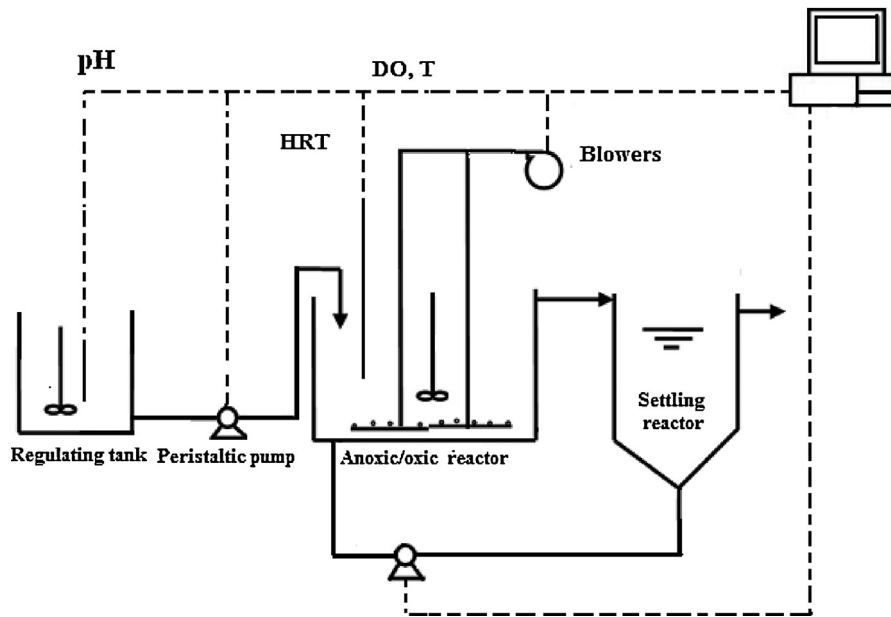 pH
DO, T
HRT
Blowers
Settling
reactor
Regulating tank
Peristaltic pump
Anoxic/oxic reactor